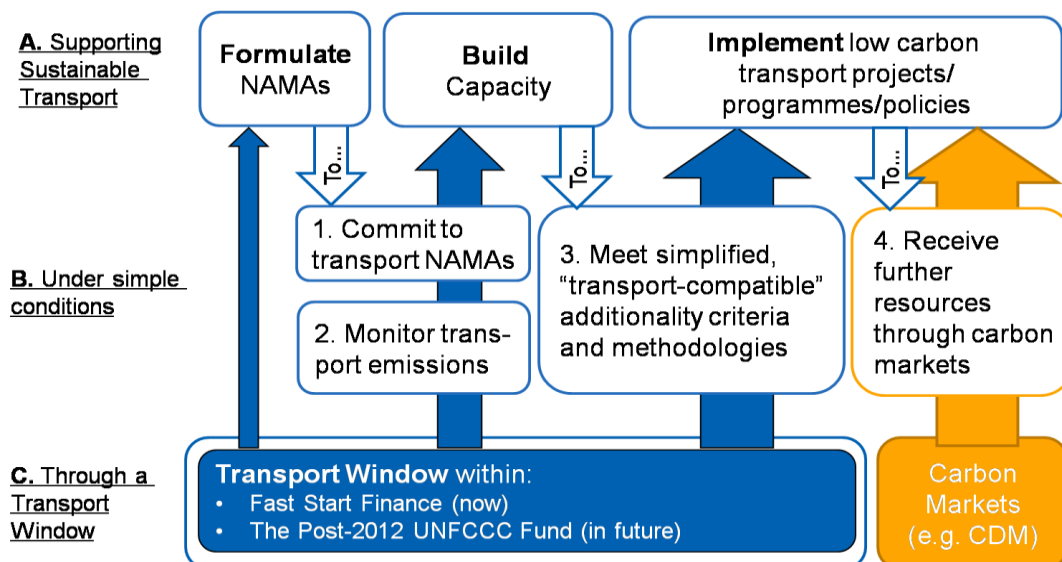 A. Supporting
Sustainable
Transport
Formulate
NAMAs
Build
Capacity
Implement low carbon
transport projects/
programmes/policies
To...
To...
To...
B. Under simple
conditions
1. Commit to
transport NAMAs
2. Monitor trans-
port emissions
3. Meet simplified,
“transport-compatible”
additionality criteria
and methodologies
4. Receive
further
resources
through carbon
markets
C. Through a
Transport
Window
Transport Window within:
• Fast Start Finance (now)
• The Post-2012 UNFCCC Fund (in future)
Carbon
Markets
(e.g. CDM)